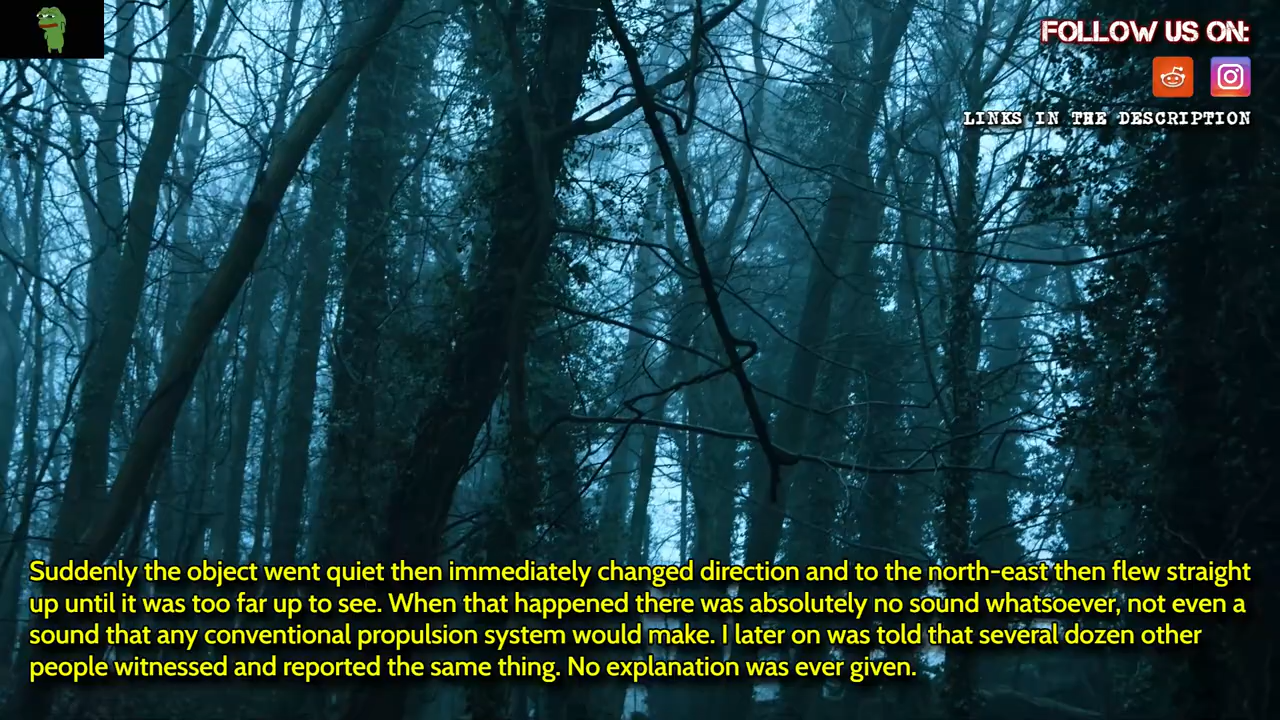 FOLLOW US ON:
LINKS IN THE DESCRIPTION
Suddenly the object went quiet then immediately changed direction and to the north-east then flew straight
up until it was too far up to see. When that happened there was absolutely no sound whatsoever, not even a
sound that any conventional propulsion system would make. I later on was told that several dozen other
people witnessed and reported the same thing. No explanation was ever given.